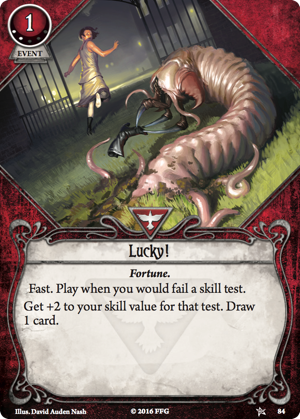 1
EVENT
Lucky!
Fortune.
Fast. Play when you would fail a skill test.
Get +2 to your skill value for that test. Draw
1 card.
Illus. David Auden Nash
© 2016 FFG
84